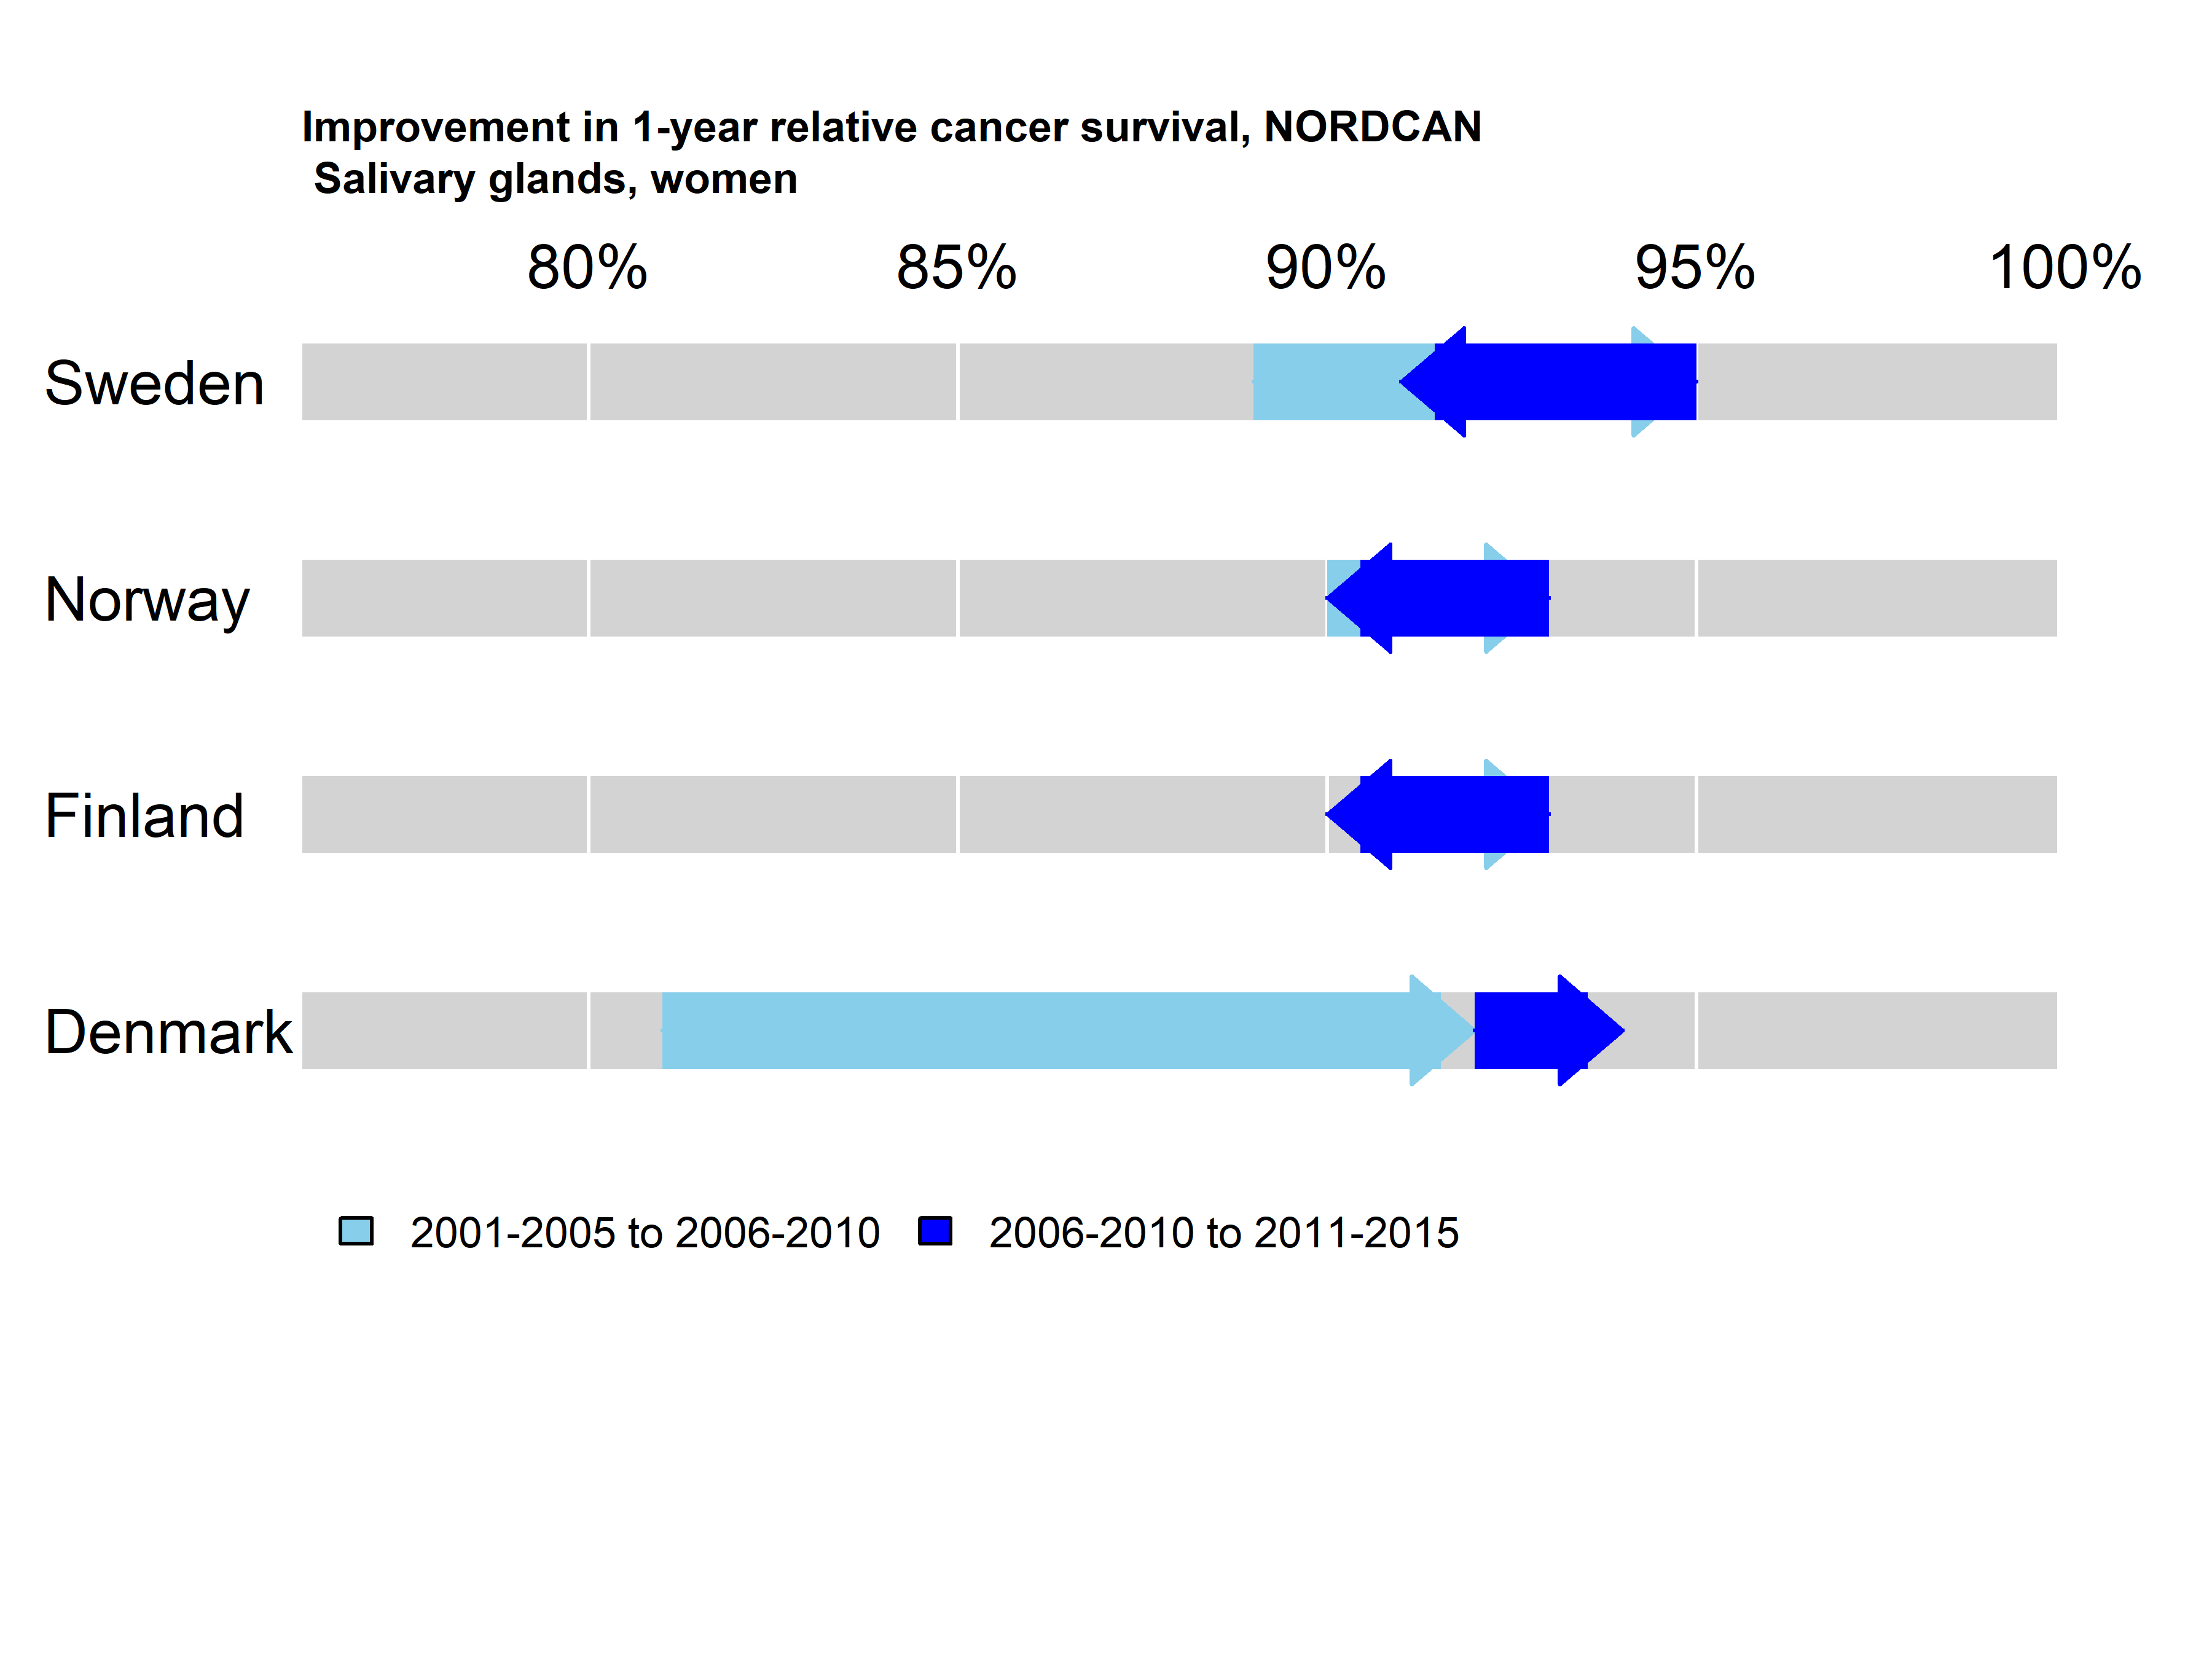 Improvement in 1-year relative cancer survival, NORDCAN
Salivary glands, women
80% 85% 90% 95% 100%
Sweden
Norway
Finland
Denmark
2001-2005 to 2006-2010 2006-2010 to 2011-2015